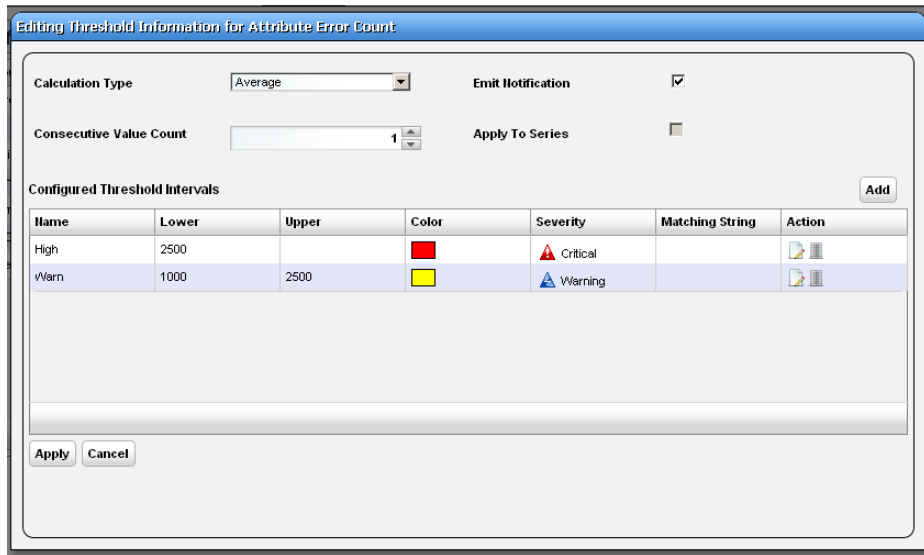 Editing Threshold Information for Attribute Error Count
Calculation Type Average Emit Notification
Consecutive Value Count 1 Apply To Series
Configured Threshold Intervals Add
Name Lower Upper Color Severity Matching String Action
High 2500 Critical
Warn 1000 2500 Warning
Apply Cancel